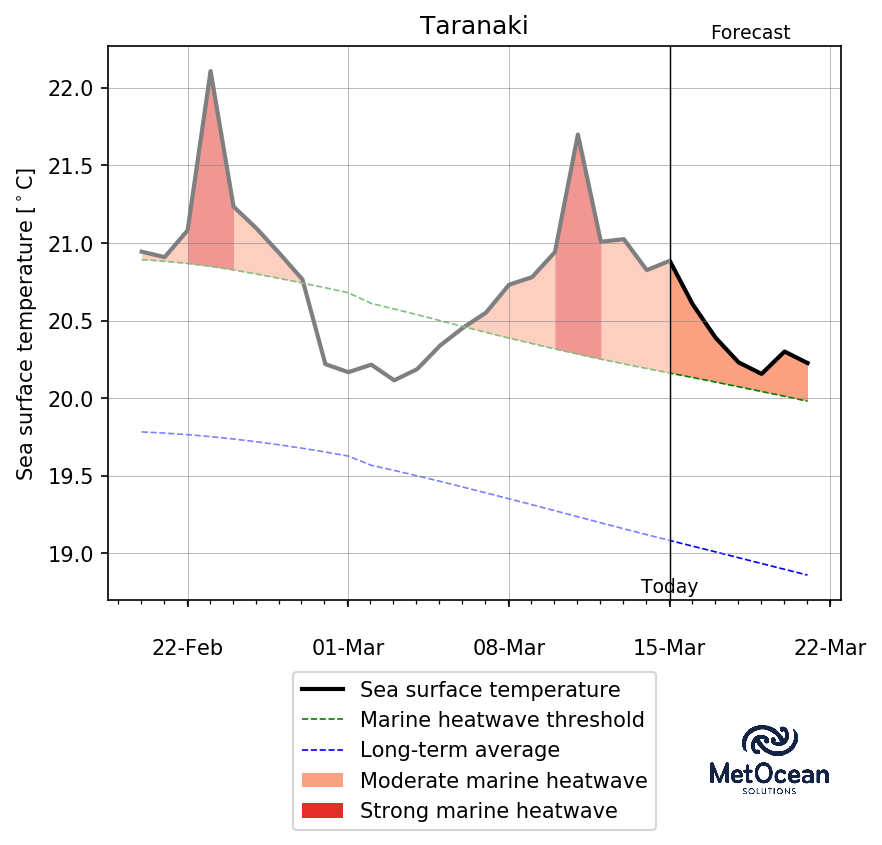 Taranaki
Forecast
22.0
21.5
21.0
20.5
20.0
19.5
19.0
Sea surface temperature [°C]
Today
22-Feb 01-Mar 08-Mar 15-Mar 22-Mar
Sea surface temperature
Marine heatwave threshold
Long-term average
Moderate marine heatwave
Strong marine heatwave
MetOcean
SOLUTIONS